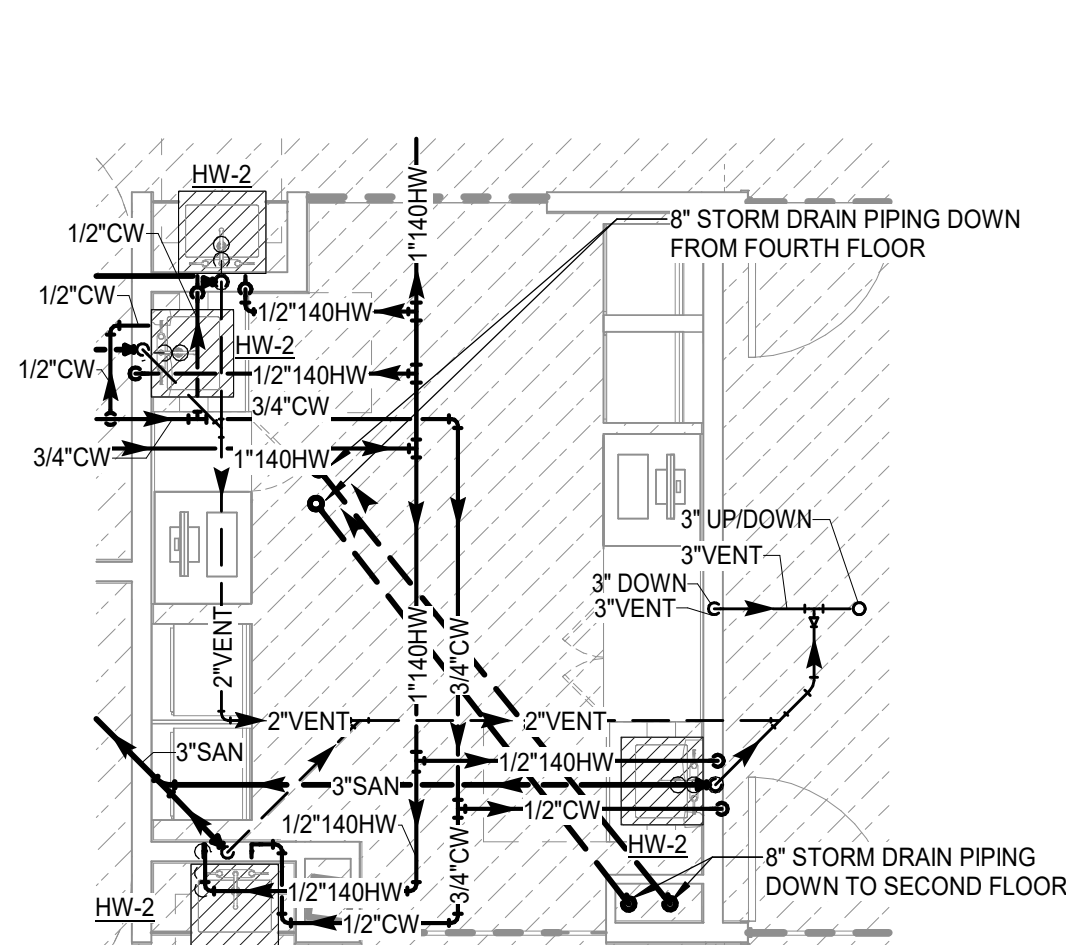 HW-2
1"140HW
8" STORM DRAIN PIPING DOWN
FROM FOURTH FLOOR
1/2"CW
1/2"CW
1/2"140HW
HW-2
1/2"CW
1/2"140HW
3/4"CW
3/4"CW
1"140HW
3" UP/DOWN
3"VENT
3" DOWN
3"VENT
2"VENT
1"140HW
3/4"CW
2"VENT
2"VENT
3"SAN
1/2"140HW
3"SAN
1/2"CW
1/2"140HW
HW-2
3/4"CW
8" STORM DRAIN PIPING
DOWN TO SECOND FLOOR
1/2"140HW
HW-2
1/2"CW